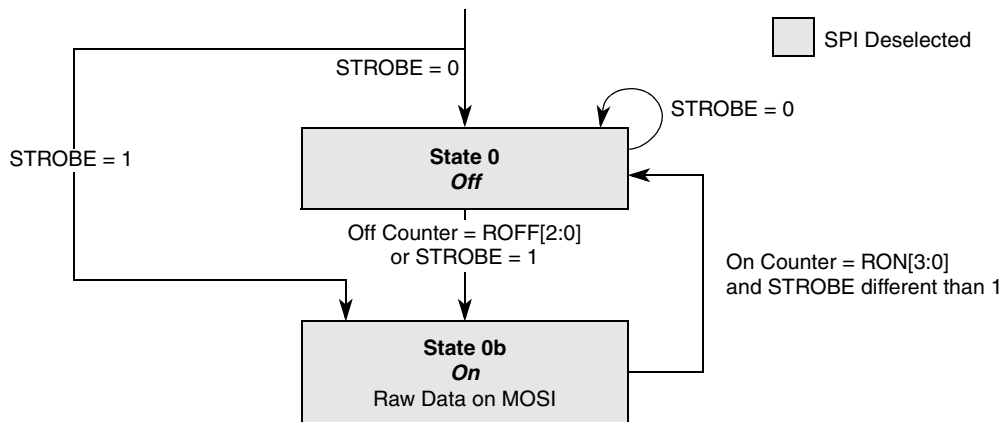 SPI Deselected
STROBE = 0
STROBE = 0
STROBE = 1
State 0
Off
Off Counter = ROFF[2:0]
or STROBE = 1
On Counter = RON[3:0]
and STROBE different than 1
State 0b
On
Raw Data on MOSI